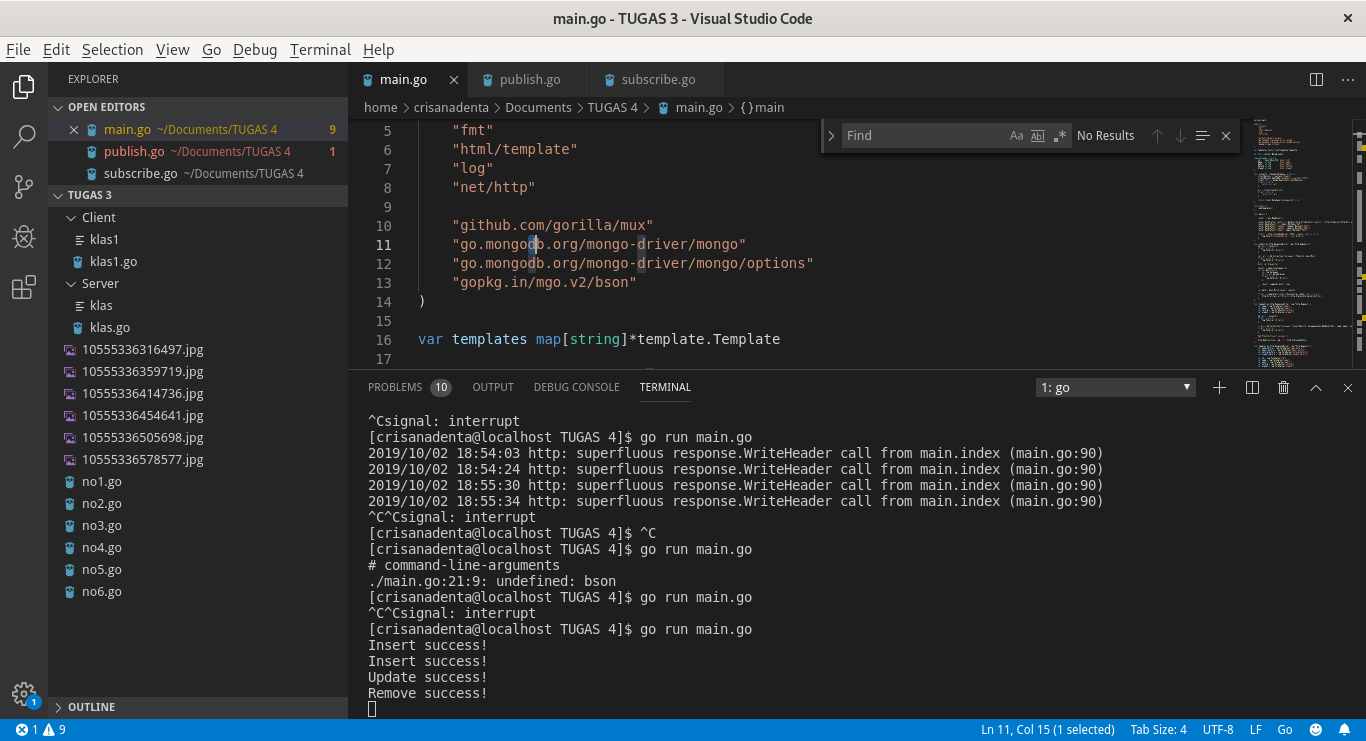 main.go - TUGAS 3 - Visual Studio Code
File Edit Selection View Go Debug Terminal Help
EXPLORER
OPEN EDITORS
main.go ~/Documents/TUGAS 4 9
publish.go ~/Documents/TUGAS 4 1
subscribe.go ~/Documents/TUGAS 4
TUGAS 3
Client
klas1
klas1.go
Server
klas
klas.go
10555336316497.jpg
10555336359719.jpg
10555336414736.jpg
10555336454641.jpg
10555336505698.jpg
10555336578577.jpg
no1.go
no2.go
no3.go
no4.go
no5.go
no6.go
OUTLINE
main.go publish.go subscribe.go
home > crisanadenta > Documents > TUGAS 4 > main.go > {} main
Find Aa Abl .* No Results
5 "fmt"
6 "html/template"
7 "log"
8 "net/http"
9
10 "github.com/gorilla/mux"
11 "go.mongodb.org/mongo-driver/mongo"
12 "go.mongodb.org/mongo-driver/mongo/options"
13 "gopkg.in/mgo.v2/bson"
14 )
15
16 var templates map[string]*template.Template
17
PROBLEMS 10 OUTPUT DEBUG CONSOLE TERMINAL 1: go
^Csignal: interrupt
[crisanadenta@localhost TUGAS 4]$ go run main.go
2019/10/02 18:54:03 http: superfluous response.WriteHeader call from main.index (main.go:90)
2019/10/02 18:54:24 http: superfluous response.WriteHeader call from main.index (main.go:90)
2019/10/02 18:55:30 http: superfluous response.WriteHeader call from main.index (main.go:90)
2019/10/02 18:55:34 http: superfluous response.WriteHeader call from main.index (main.go:90)
^C^Csignal: interrupt
[crisanadenta@localhost TUGAS 4]$ ^C
[crisanadenta@localhost TUGAS 4]$ go run main.go
# command-line-arguments
./main.go:21:9: undefined: bson
[crisanadenta@localhost TUGAS 4]$ go run main.go
^C^Csignal: interrupt
[crisanadenta@localhost TUGAS 4]$ go run main.go
Insert success!
Insert success!
Update success!
Remove success!
1
1 9 Ln 11, Col 15 (1 selected) Tab Size: 4 UTF-8 LF Go